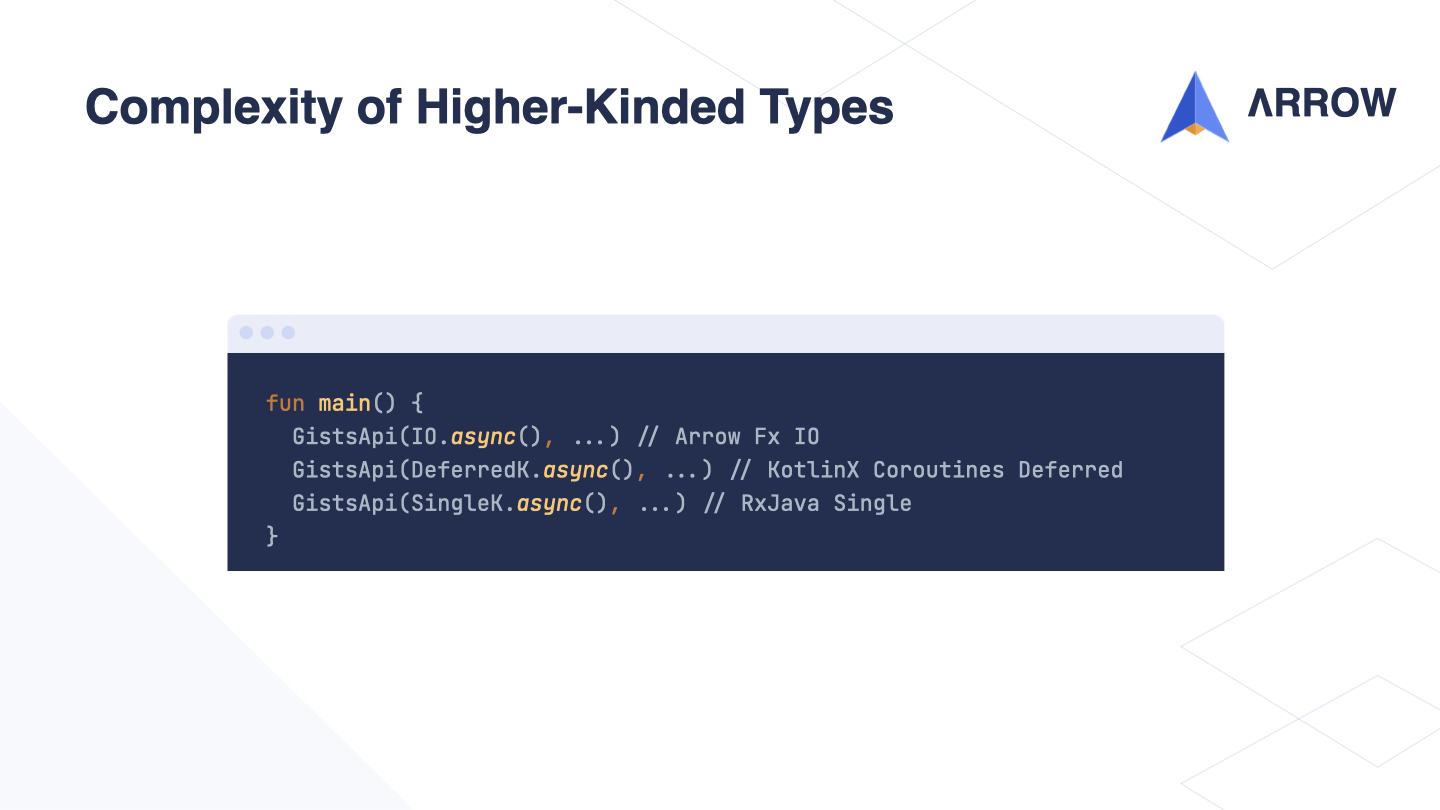 Complexity of Higher-Kinded Types
ARROW
fun main() {
  GistsApi(IO.async(), ...) // Arrow Fx IO
  GistsApi(DeferredK.async(), ...) // KotlinX Coroutines Deferred
  GistsApi(SingleK.async(), ...) // RxJava Single
}